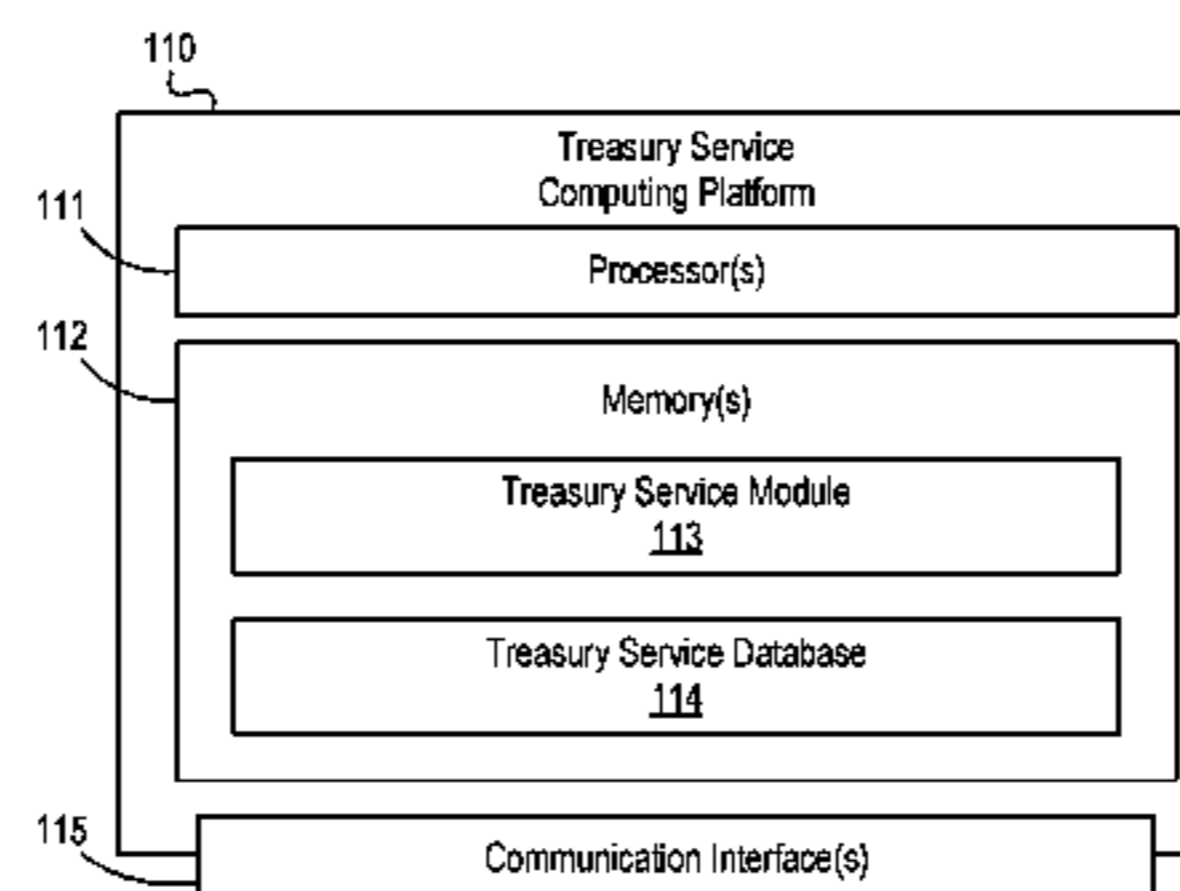 110
Treasury Service
Computing Platform
111
Processor(s)
112
Memory(s)
Treasury Service Module
113
Treasury Service Database
114
115
Communication Interface(s)